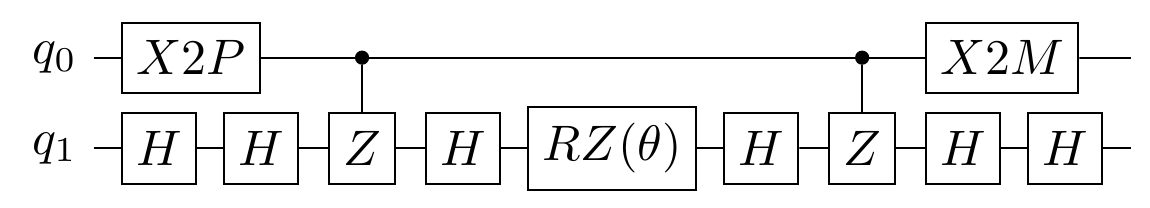 q₀ X2P X2M
q₁ H H Z H RZ(θ) H Z H H